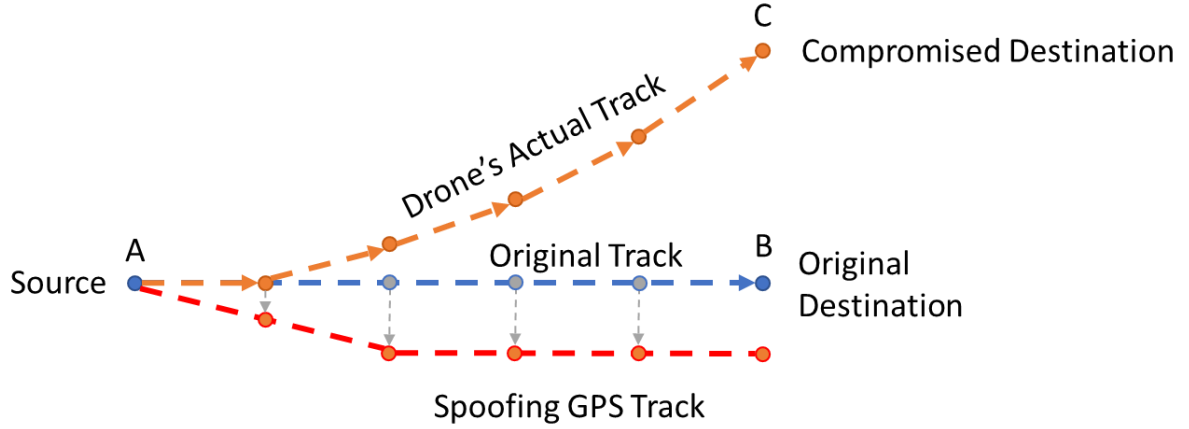 C
Compromised Destination
Drone's Actual Track
A
B
Original Track
Source
Original
Destination
Spoofing GPS Track